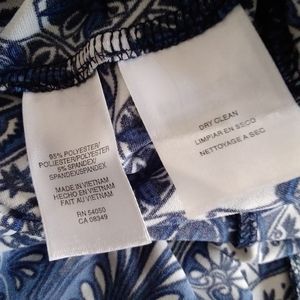 95% POLYESTER/
POLIÉSTER/POLYESTER
5% SPANDEX/
SPANDEX/SPANDEX
MADE IN VIETNAM
HECHO EN VIETNAM
FAIT AU VIETNAM
RN 54050
CA 08349
DRY CLEAN
LIMPIAR EN SECO
NETTOYAGE A SEC